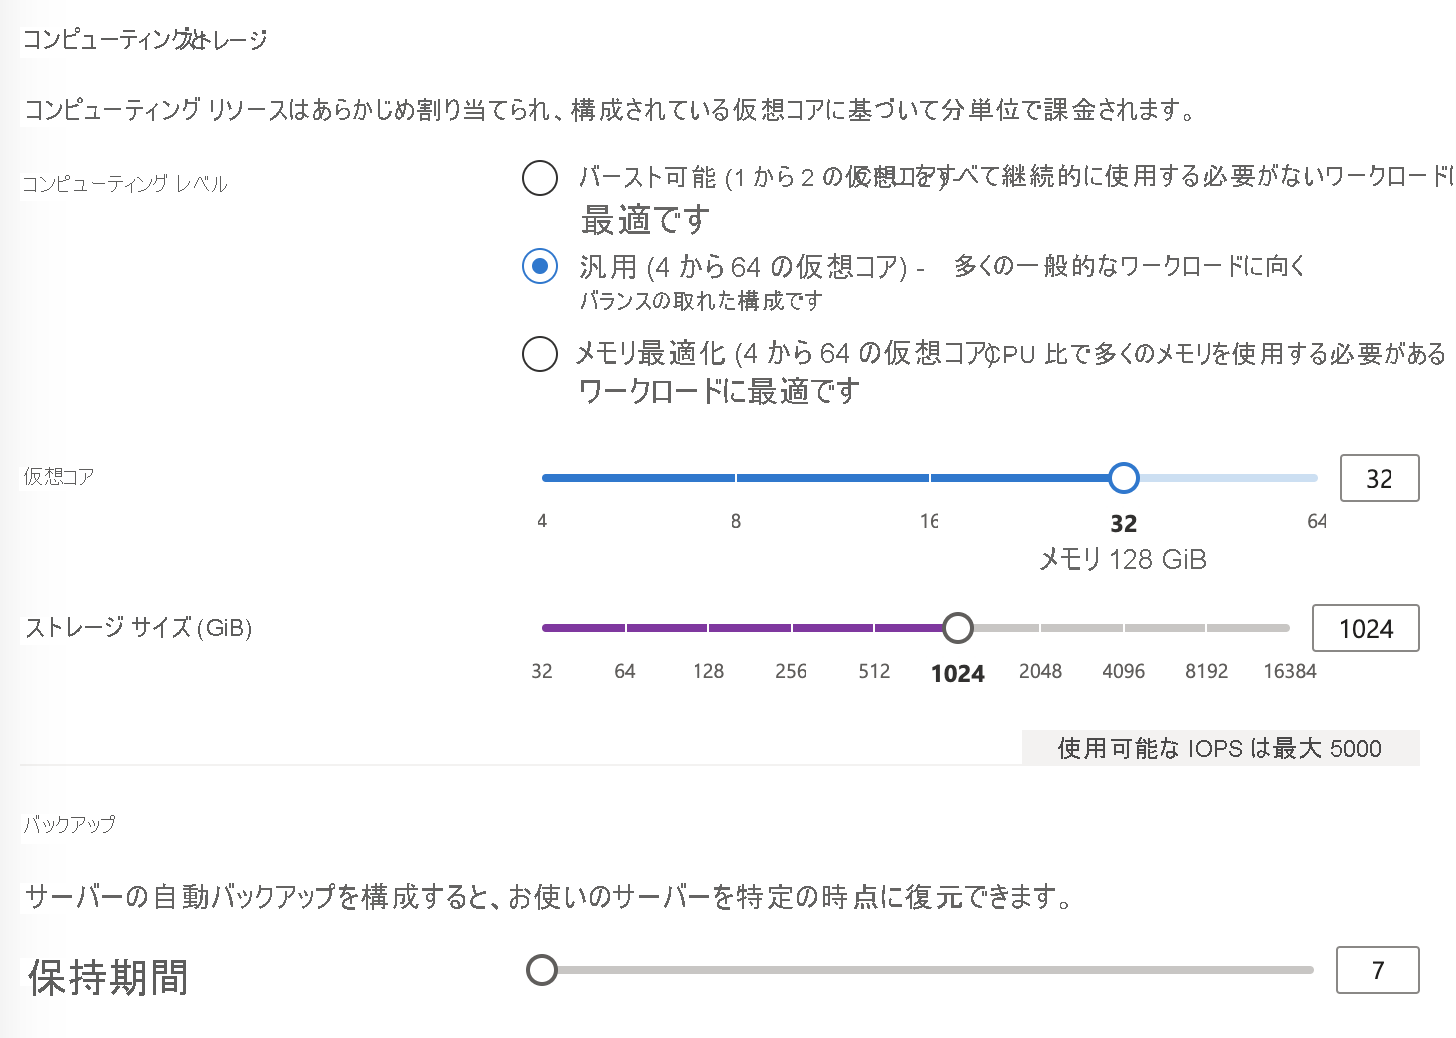 コンピューティングとストレージ
コンピューティング リソースはあらかじめ割り当てられ、構成されている仮想コアに基づいて分単位で課金されます。
コンピューティング レベル
バースト可能 (1 から 2 の仮想コア) - CPU をすべて継続的に使用する必要がないワークロードに
最適です
汎用 (4 から 64 の仮想コア) - 多くの一般的なワークロードに向く
バランスの取れた構成です
メモリ最適化 (4 から 64 の仮想コア) CPU 比で多くのメモリを使用する必要がある
ワークロードに最適です
仮想コア
32
4 8 16 32 64
メモリ 128 GiB
ストレージ サイズ (GiB)
1024
32 64 128 256 512 1024 2048 4096 8192 16384
使用可能な IOPS は最大 5000
バックアップ
サーバーの自動バックアップを構成すると、お使いのサーバーを特定の時点に復元できます。
保持期間
7